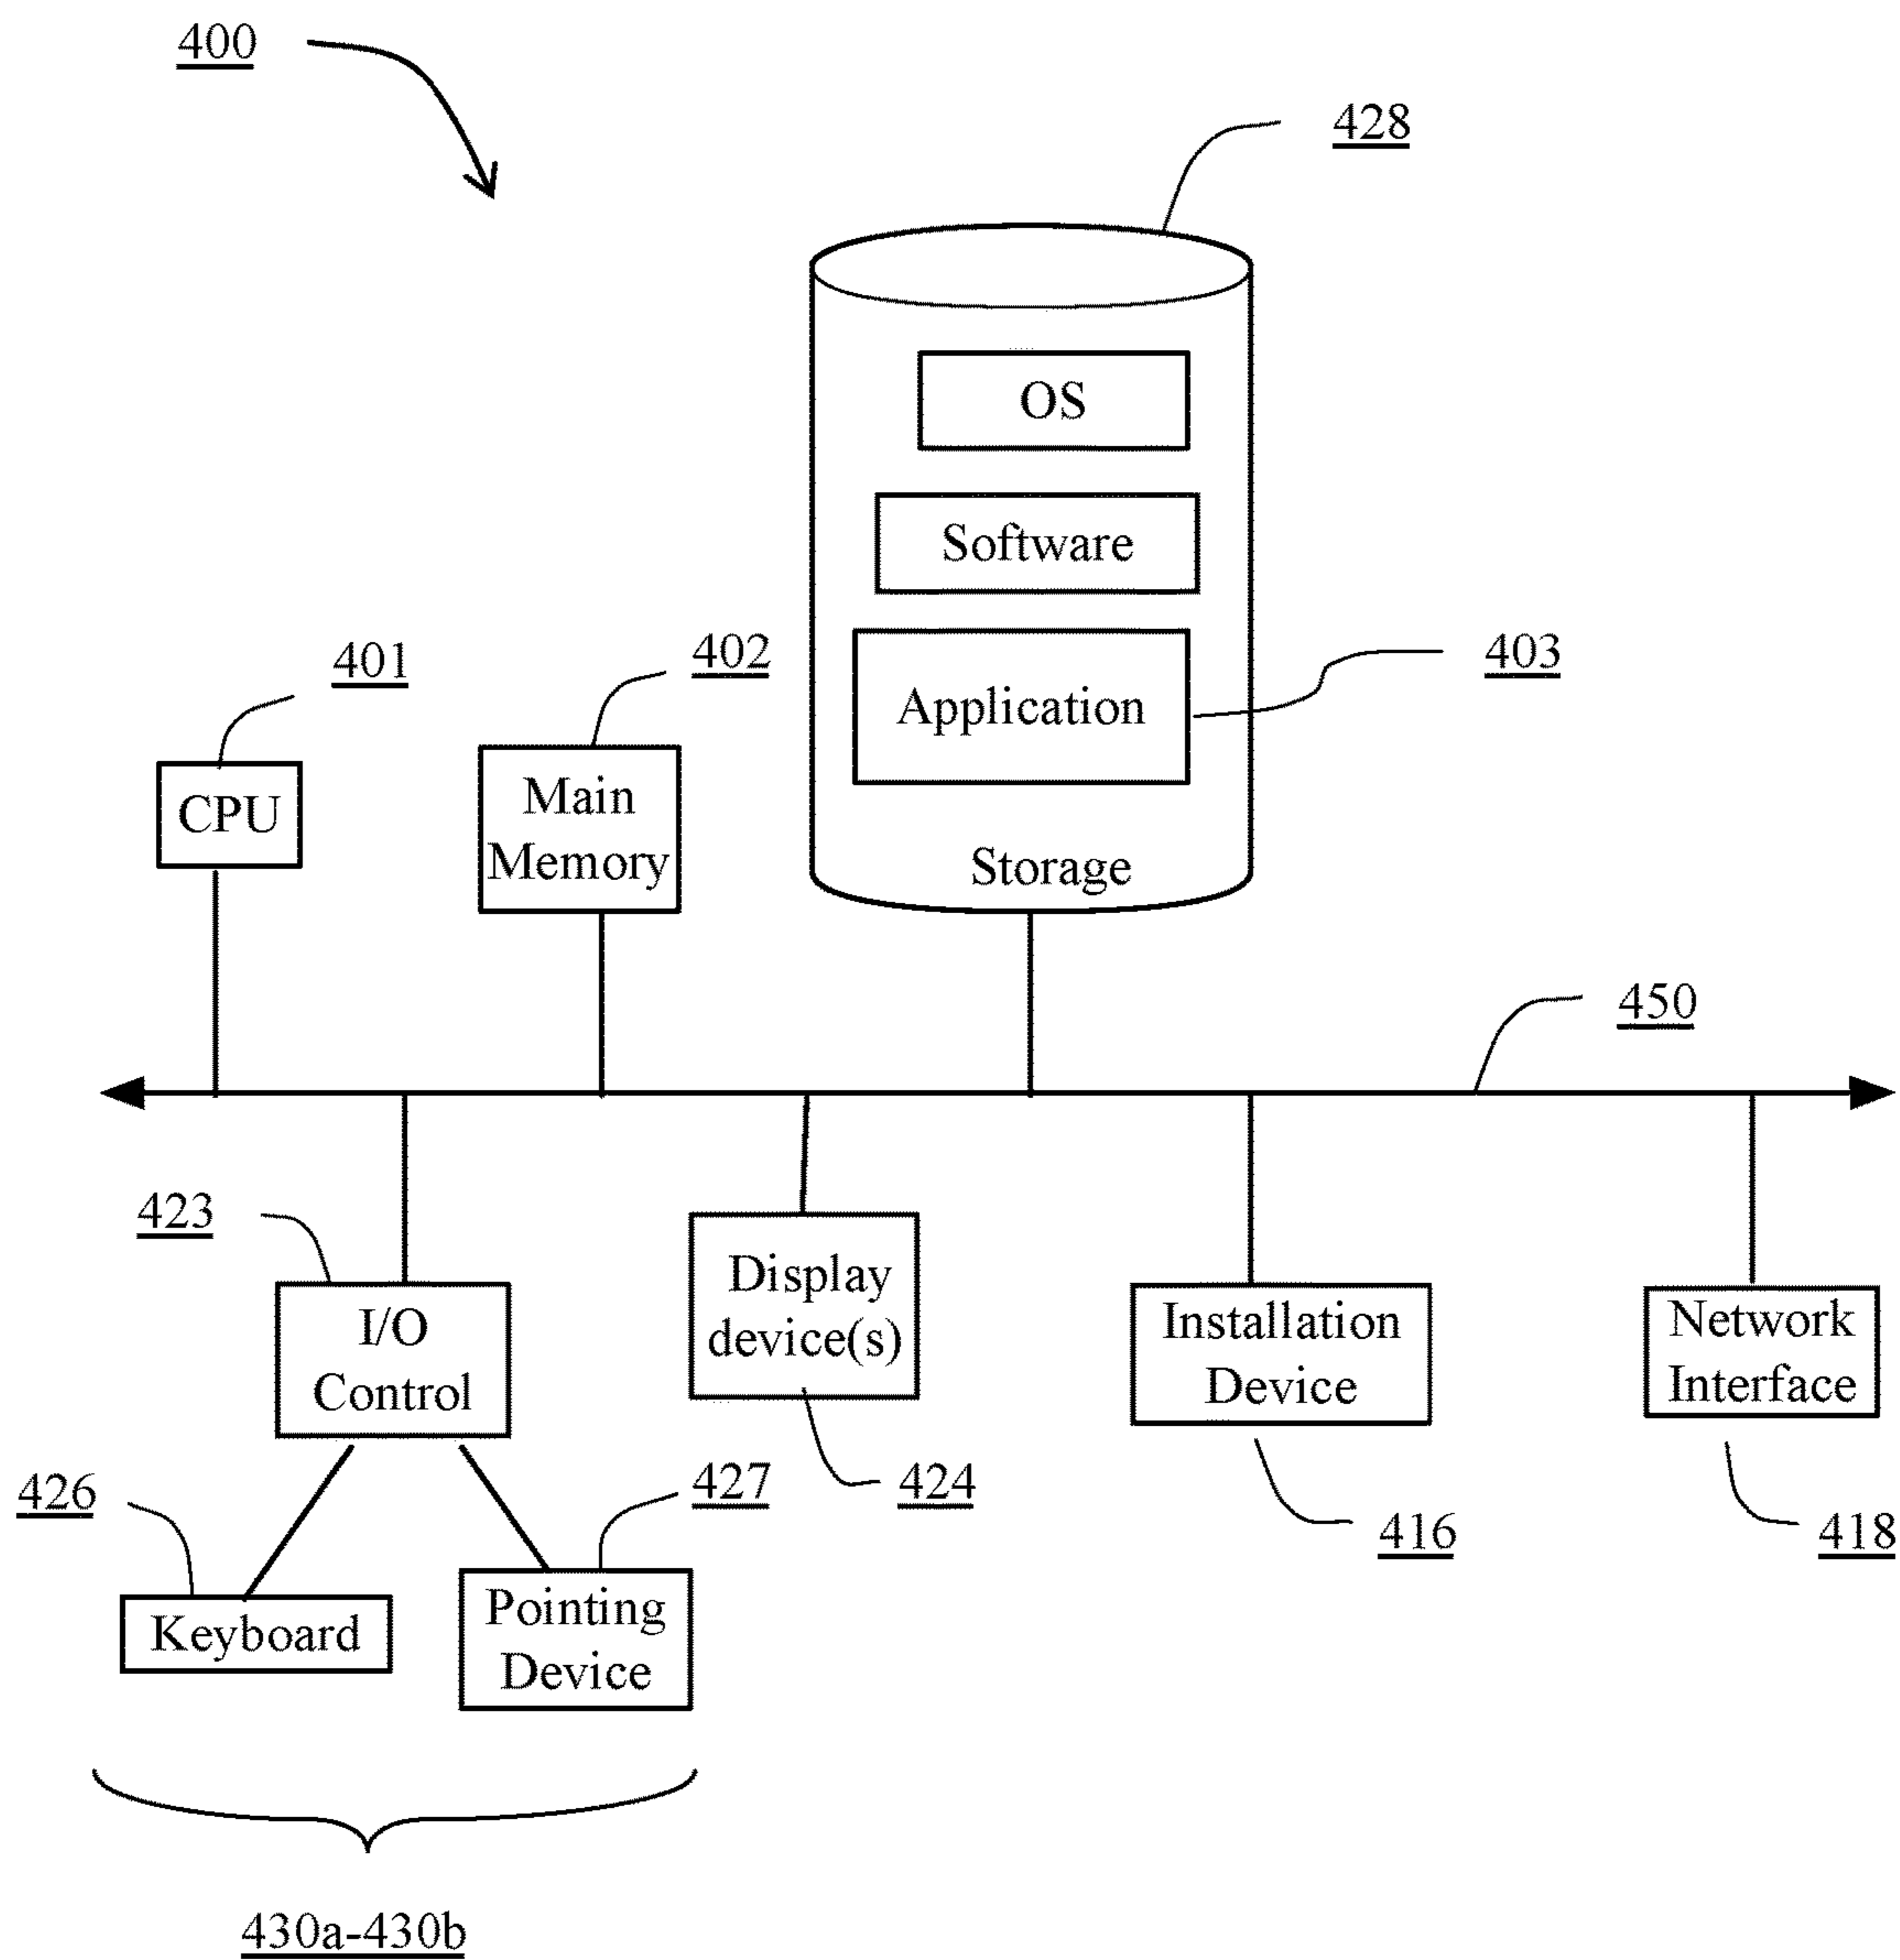 400
428
OS
Software
401
402
403
Application
CPU
Main
Memory
Storage
450
423
Display
device(s)
I/O
Control
Installation
Device
Network
Interface
426
427
424
416
418
Keyboard
Pointing
Device
430a-430b